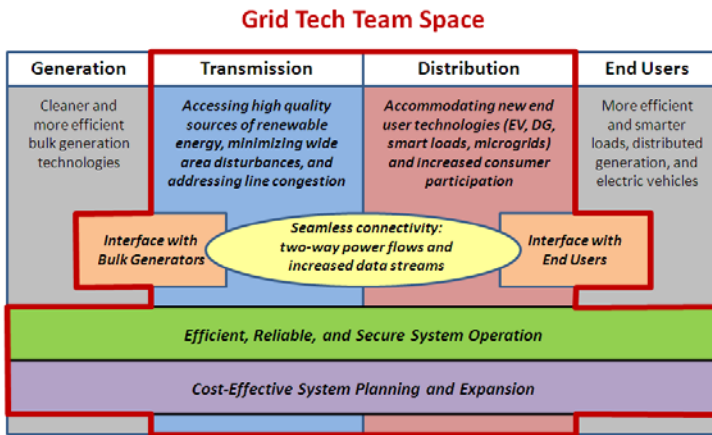 Grid Tech Team Space
Generation
Transmission
Distribution
End Users
Cleaner and
more efficient
bulk generation
technologies
Accessing high quality
sources of renewable
energy, minimizing wide
area disturbances, and
addressing line congestion
Accommodating new end
user technologies (EV, DG,
smart loads, microgrids)
and increased consumer
participation
More efficient
and smarter
loads, distributed
generation, and
electric vehicles
Interface with
Bulk Generators
Seamless connectivity:
two-way power flows and
increased data streams
Interface with
End Users
Efficient, Reliable, and Secure System Operation
Cost-Effective System Planning and Expansion